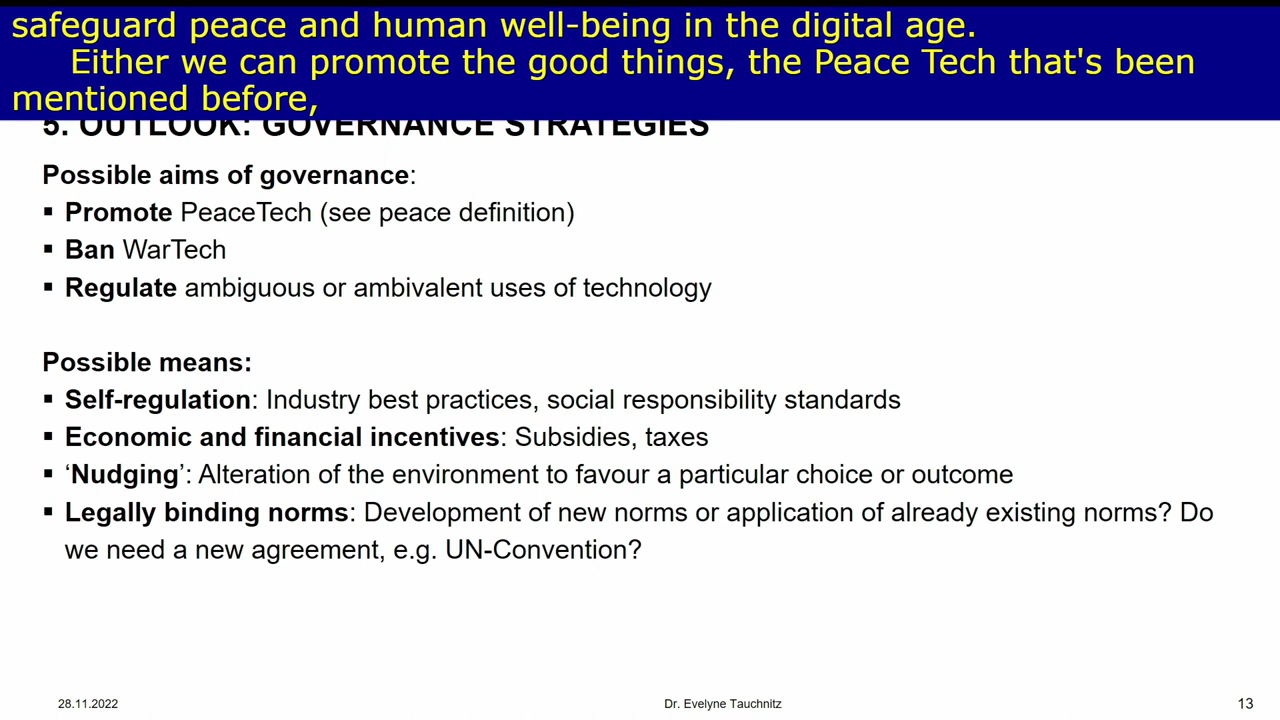 safeguard peace and human well-being in the digital age.
Either we can promote the good things, the Peace Tech that's been
mentioned before,
5. OUTLOOK: GOVERNANCE STRATEGIES
Possible aims of governance:
▪ Promote PeaceTech (see peace definition)
▪ Ban WarTech
▪ Regulate ambiguous or ambivalent uses of technology
Possible means:
▪ Self-regulation: Industry best practices, social responsibility standards
▪ Economic and financial incentives: Subsidies, taxes
▪ ‘Nudging’: Alteration of the environment to favour a particular choice or outcome
▪ Legally binding norms: Development of new norms or application of already existing norms? Do
we need a new agreement, e.g. UN-Convention?
28.11.2022 Dr. Evelyne Tauchnitz 13